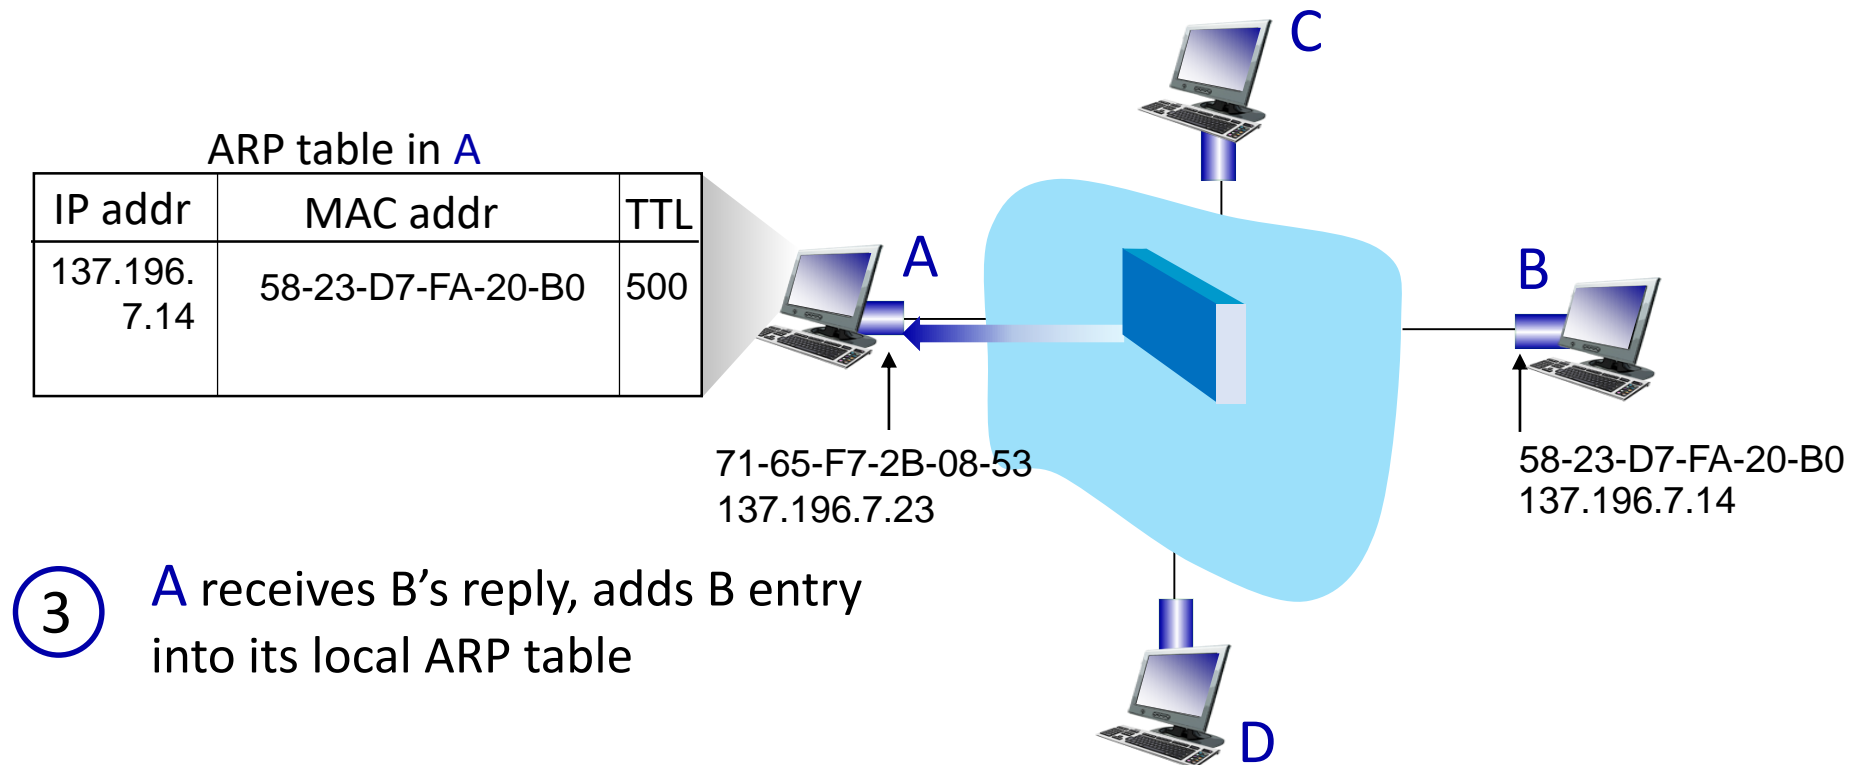 C
ARP table in A
IP addr MAC addr TTL
137.196.
7.14
58-23-D7-FA-20-B0
500
A
B
71-65-F7-2B-08-53
137.196.7.23
58-23-D7-FA-20-B0
137.196.7.14
3
A receives B’s reply, adds B entry
into its local ARP table
D